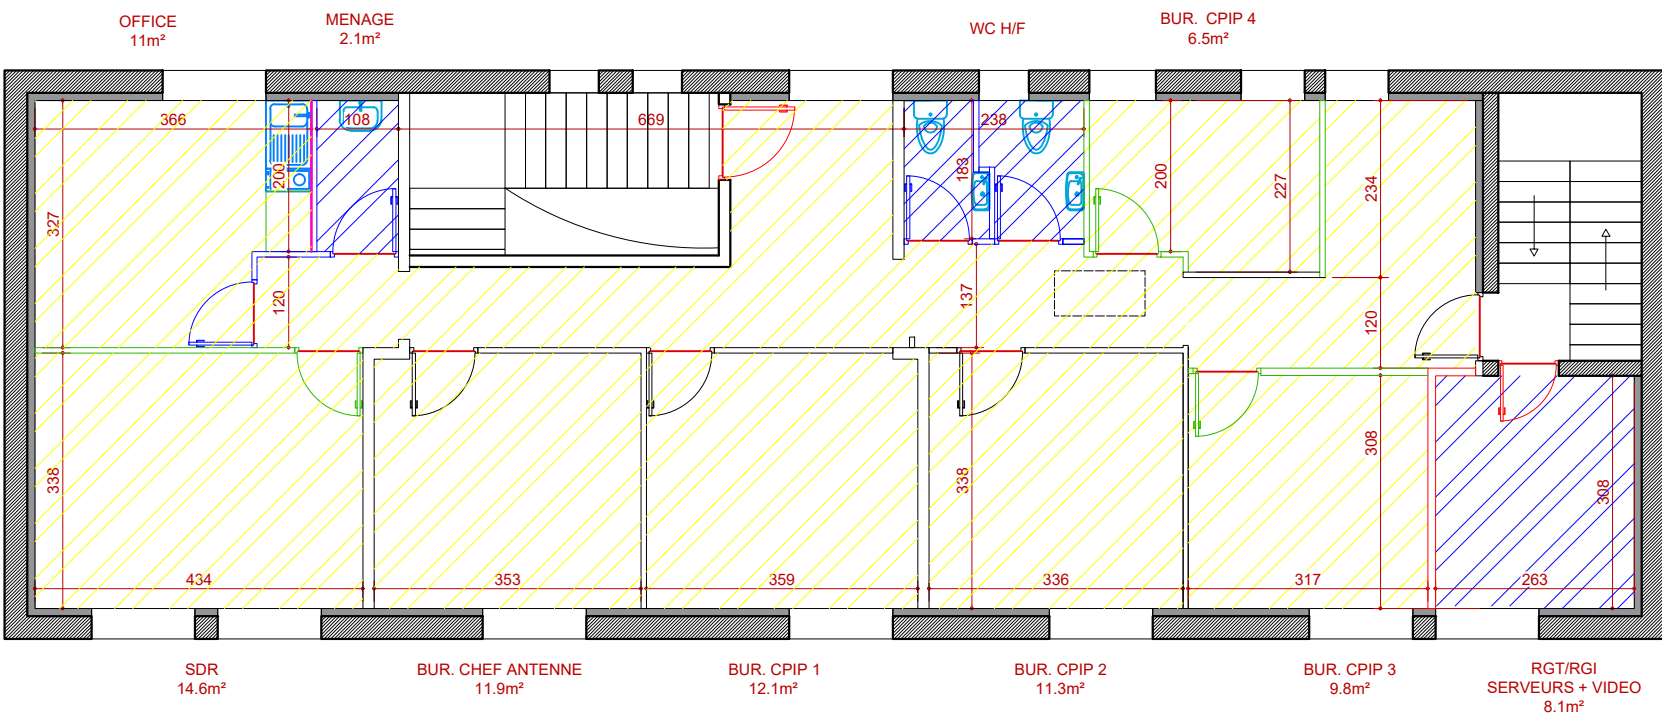 OFFICE
11m²
MENAGE
2.1m²
WC H/F
BUR. CPIP 4
6.5m²
366
108
669
238
200
183
200
227
234
327
120
137
120
338
338
308
308
434
353
359
336
317
263
SDR
14.6m²
BUR. CHEF ANTENNE
11.9m²
BUR. CPIP 1
12.1m²
BUR. CPIP 2
11.3m²
BUR. CPIP 3
9.8m²
RGT/RGI
SERVEURS + VIDEO
8.1m²